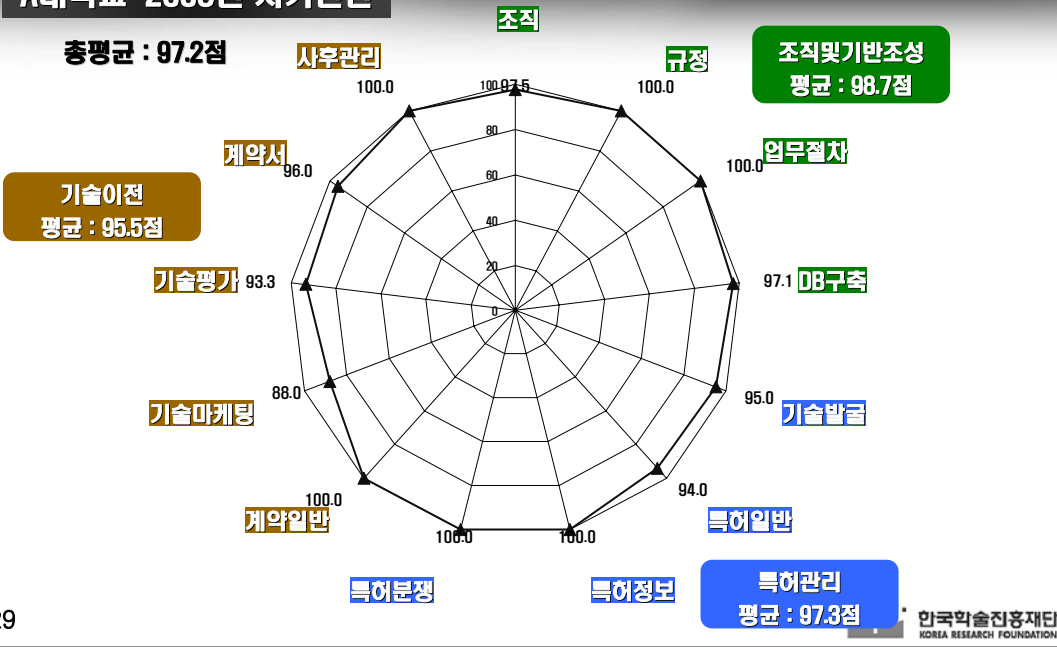 총평균 : 97.2점
조직
97.5
규정
100.0
업무절차
100.0
DB구축
97.1
기술발굴
95.0
특허일반
94.0
특허정보
100.0
특허분쟁
100.0
계약일반
100.0
기술마케팅
88.0
기술평가
93.3
계약서
96.0
사후관리
100.0
100
80
60
40
20
0
조직및기반조성
평균 : 98.7점
기술이전
평균 : 95.5점
특허관리
평균 : 97.3점
29
한국학술진흥재단
KOREA RESEARCH FOUNDATION